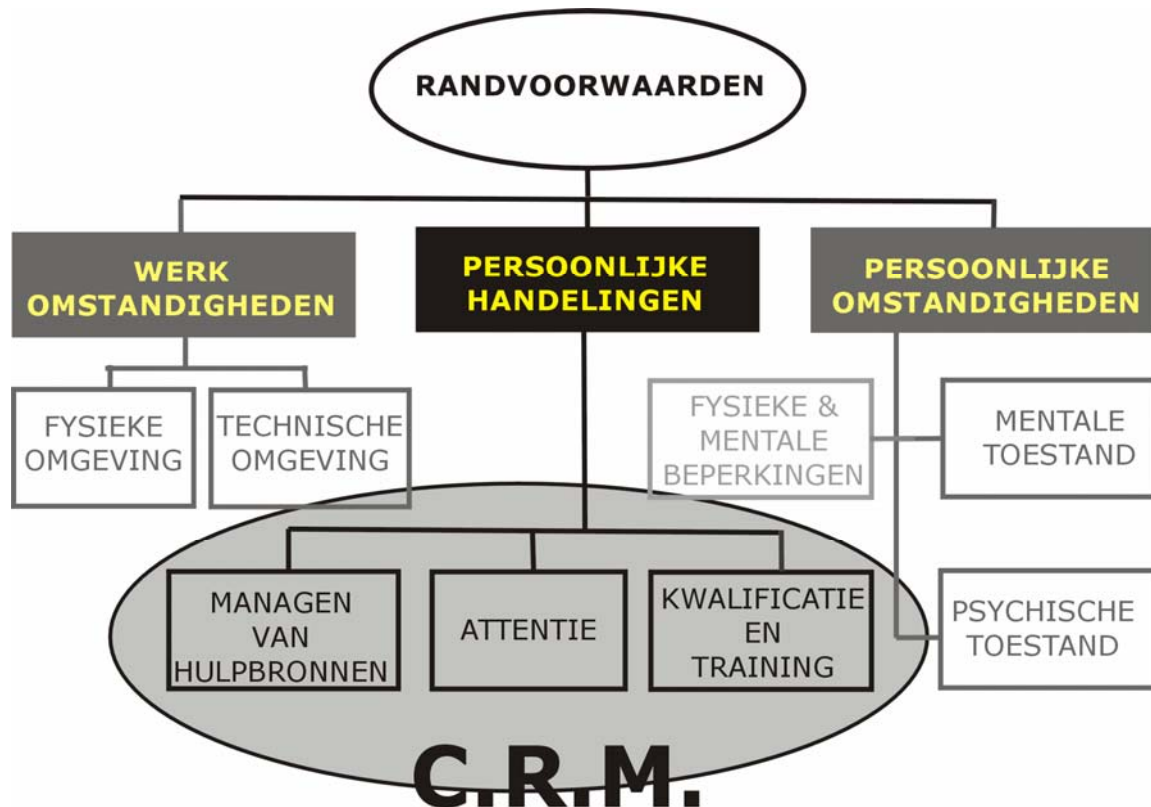 RANDVOORWAARDEN
WERK
OMSTANDIGHEDEN
PERSOONLIJKE
HANDELINGEN
PERSOONLIJKE
OMSTANDIGHEDEN
FYSIEKE
OMGEVING
TECHNISCHE
OMGEVING
FYSIEKE &
MENTALE
BEPERKINGEN
MENTALE
TOESTAND
MANAGEN
VAN
HULPBRONNEN
ATTENTIE
KWALIFICATIE
EN
TRAINING
PSYCHISCHE
TOESTAND
C.R.M.